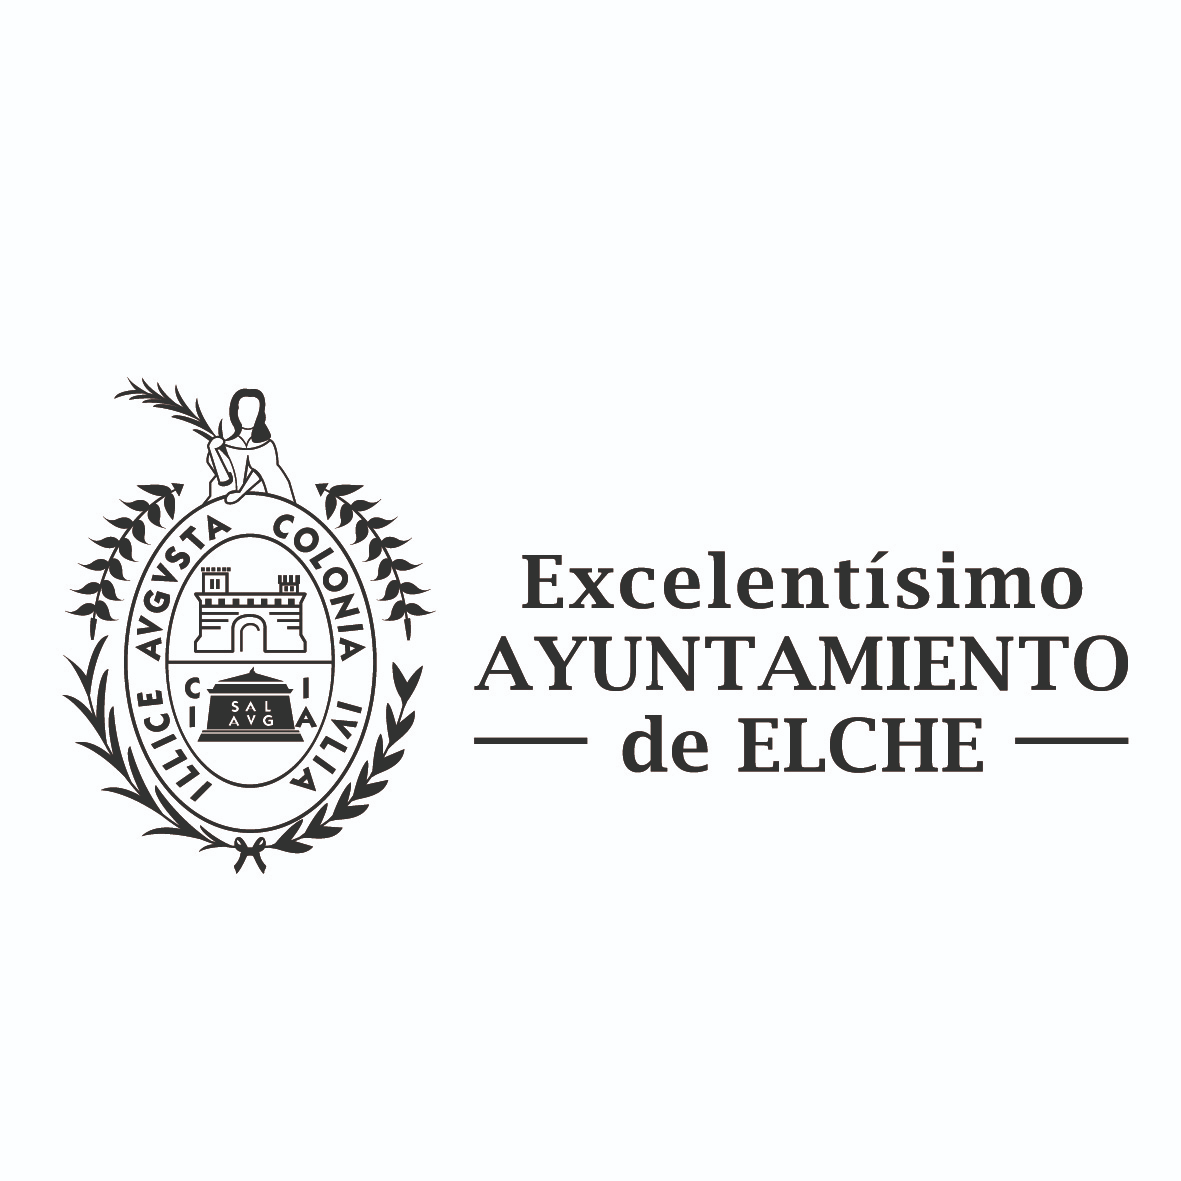 COLONIA IVLIA
ILLICE AVGVSTA
C I
I A
SAL
AVG
Excelentísimo
AYUNTAMIENTO
de ELCHE